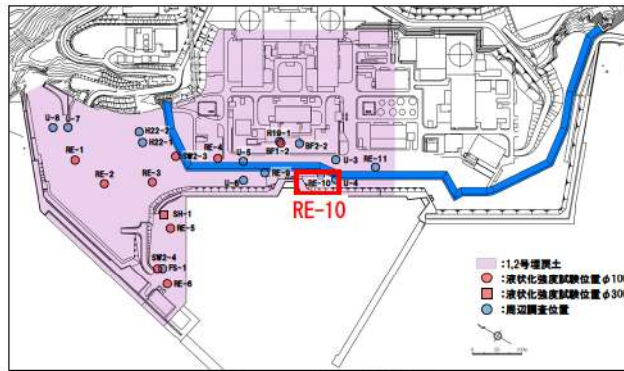 U-8
U-7
H22-2
H22-1
RE-1
SW2-3
RE-4
H19-1
BF1-2
BF2-2
U-5
U-3
RE-11
RE-2
RE-3
RE-9
U-6
RE-10
U-4
RE-10
SH-1
RE-5
SW2-4
FS-1
RE-6
:1,2号埋戻土
:液状化強度試験位置φ100
:液状化強度試験位置φ300
:周辺調査位置